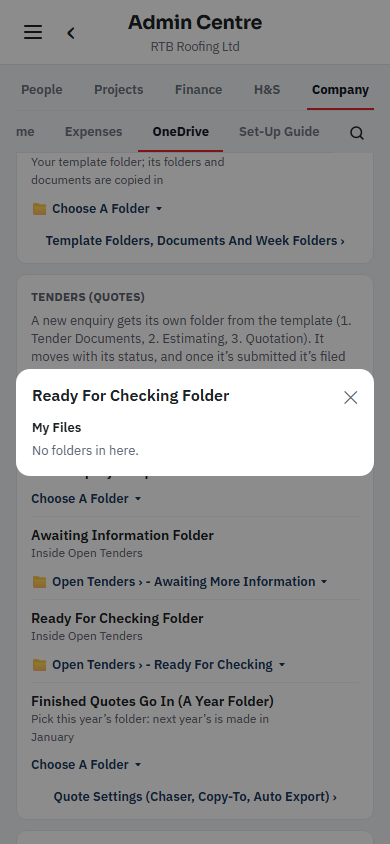 Admin Centre
RTB Roofing Ltd
People Projects Finance H&S Company
me Expenses OneDrive Set-Up Guide
Your template folder; its folders and
documents are copied in
Choose A Folder
Template Folders, Documents And Week Folders ›
TENDERS (QUOTES)
A new enquiry gets its own folder from the template (1.
Tender Documents, 2. Estimating, 3. Quotation). It
moves with its status, and once it's submitted it's filed
Ready For Checking Folder
My Files
No folders in here.
Choose A Folder
Awaiting Information Folder
Inside Open Tenders
Open Tenders › - Awaiting More Information
Ready For Checking Folder
Inside Open Tenders
Open Tenders › - Ready For Checking
Finished Quotes Go In (A Year Folder)
Pick this year's folder: next year's is made in
January
Choose A Folder
Quote Settings (Chaser, Copy-To, Auto Export) ›